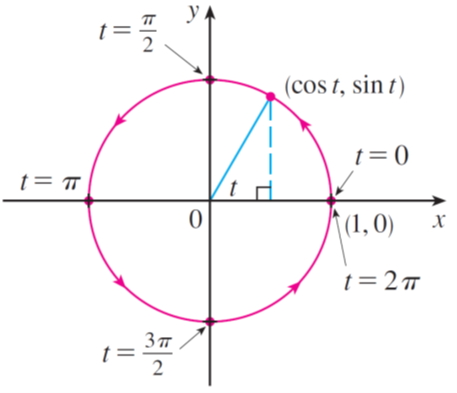 y
t = π/2
(cos t, sin t)
t = 0
t = π
t
0
(1, 0)
x
t = 2π
t = 3π/2